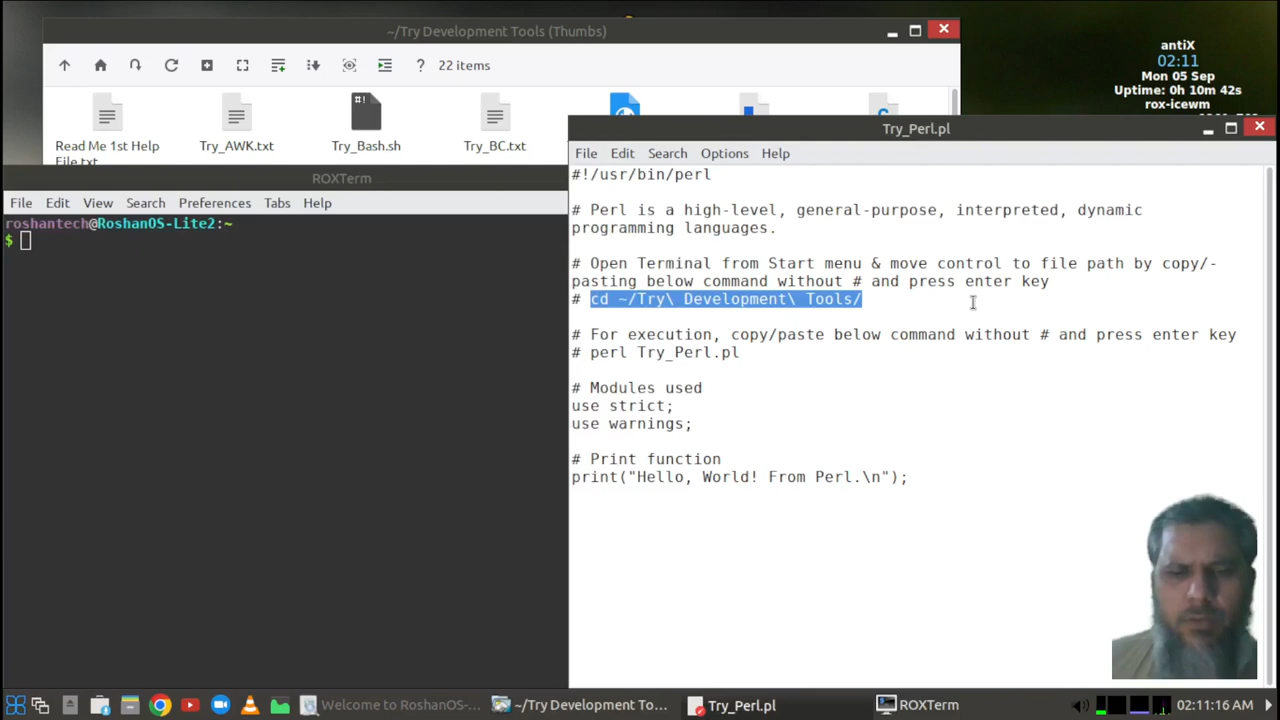 ~/Try Development Tools (Thumbs)
? 22 items
#!
Read Me 1st Help
File.txt
Try_AWK.txt
Try_Bash.sh
Try_BC.txt
antiX
02:11
Mon 05 Sep
Uptime: 0h 10m 42s
rox-icewm
ROXTerm
File Edit View Search Preferences Tabs Help
roshantech@RoshanOS-Lite2:~
$
Try_Perl.pl
File Edit Search Options Help
#!/usr/bin/perl
# Perl is a high-level, general-purpose, interpreted, dynamic
programming languages.
# Open Terminal from Start menu & move control to file path by copy/-
pasting below command without # and press enter key
# cd ~/Try\ Development\ Tools/
# For execution, copy/paste below command without # and press enter key
# perl Try_Perl.pl
# Modules used
use strict;
use warnings;
# Print function
print("Hello, World! From Perl.\n");
Welcome to RoshanOS-...
~/Try Development To...
Try_Perl.pl
ROXTerm
02:11:16 AM